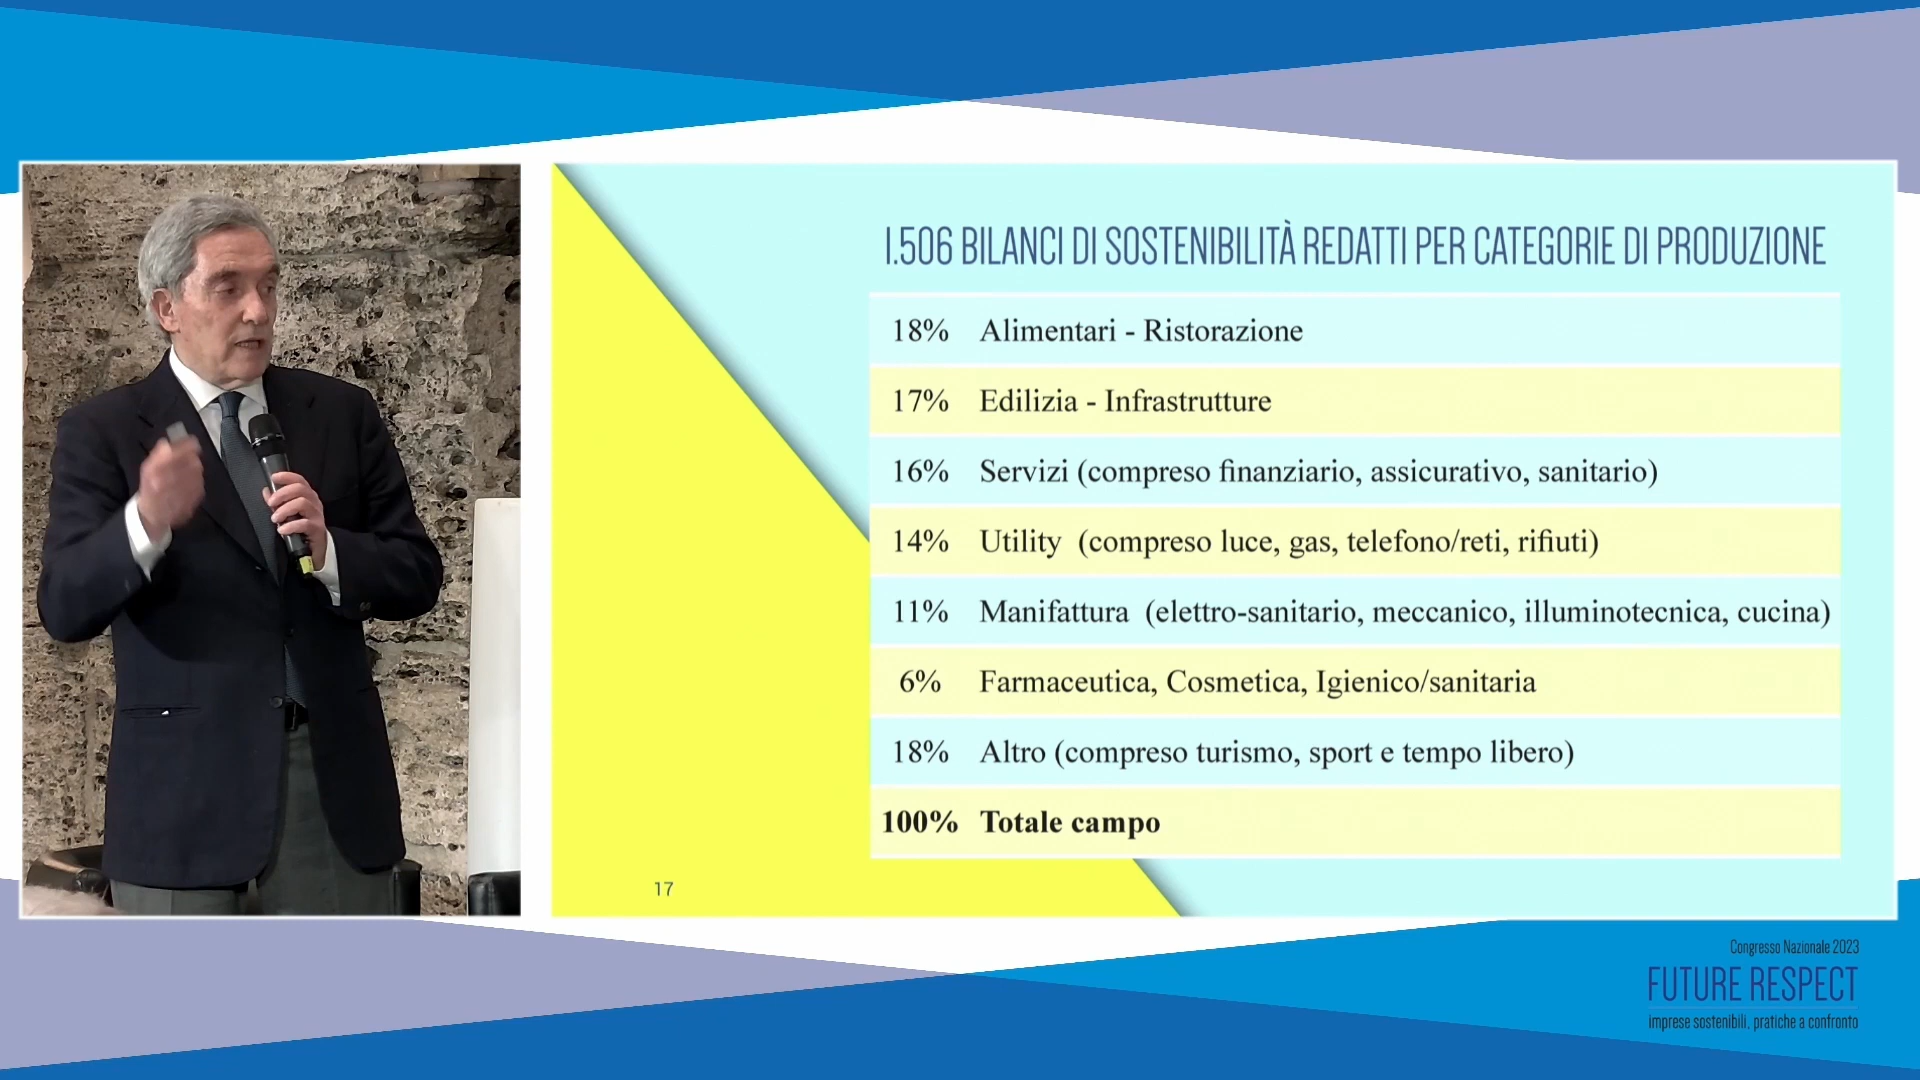 1.506 BILANCI DI SOSTENIBILITÀ REDATTI PER CATEGORIE DI PRODUZIONE
18% Alimentari - Ristorazione
17% Edilizia - Infrastrutture
16% Servizi (compreso finanziario, assicurativo, sanitario)
14% Utility (compreso luce, gas, telefono/reti, rifiuti)
11% Manifattura (elettro-sanitario, meccanico, illuminotecnica, cucina)
6% Farmaceutica, Cosmetica, Igienico/sanitaria
18% Altro (compreso turismo, sport e tempo libero)
100% Totale campo
17
Congresso Nazionale 2023
FUTURE RESPECT
imprese sostenibili, pratiche a confronto